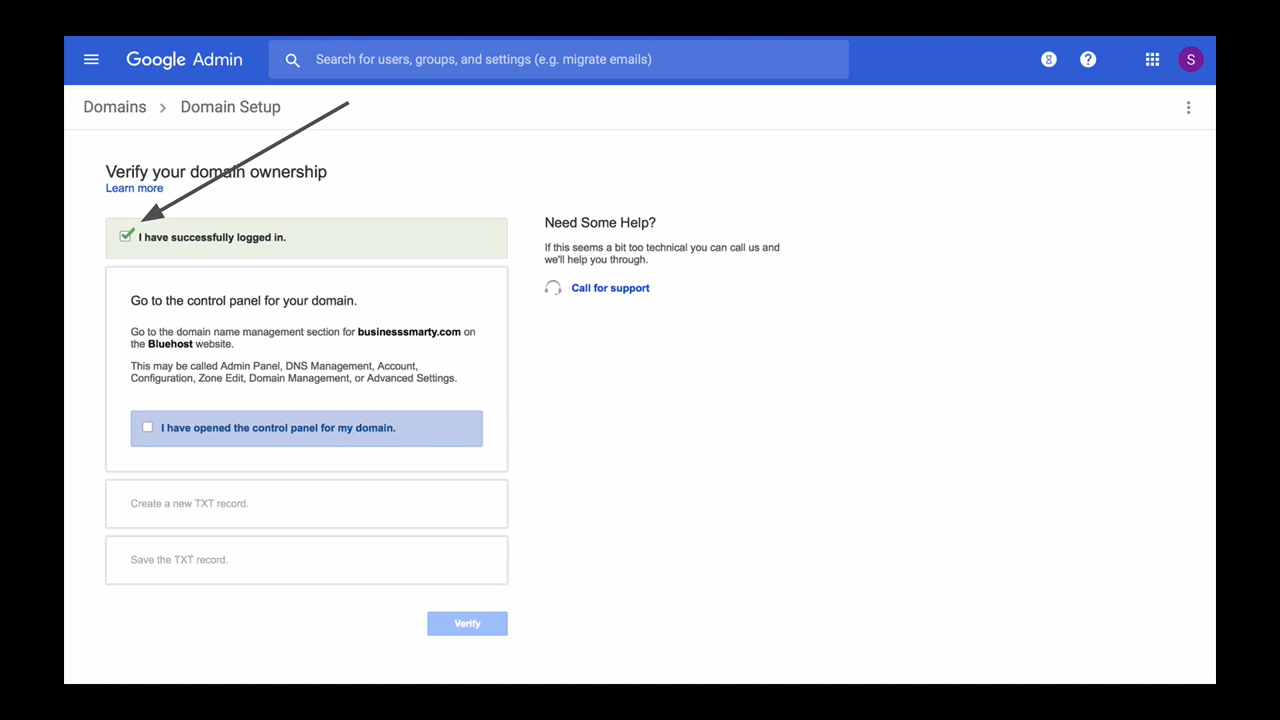 Google Admin
Search for users, groups, and settings (e.g. migrate emails)
8
?
S
Domains > Domain Setup
Verify your domain ownership
Learn more
I have successfully logged in.
Go to the control panel for your domain.
Go to the domain name management section for businesssmarty.com on
the Bluehost website.
This may be called Admin Panel, DNS Management, Account,
Configuration, Zone Edit, Domain Management, or Advanced Settings.
I have opened the control panel for my domain.
Create a new TXT record.
Save the TXT record.
Verify
Need Some Help?
If this seems a bit too technical you can call us and
we'll help you through.
Call for support